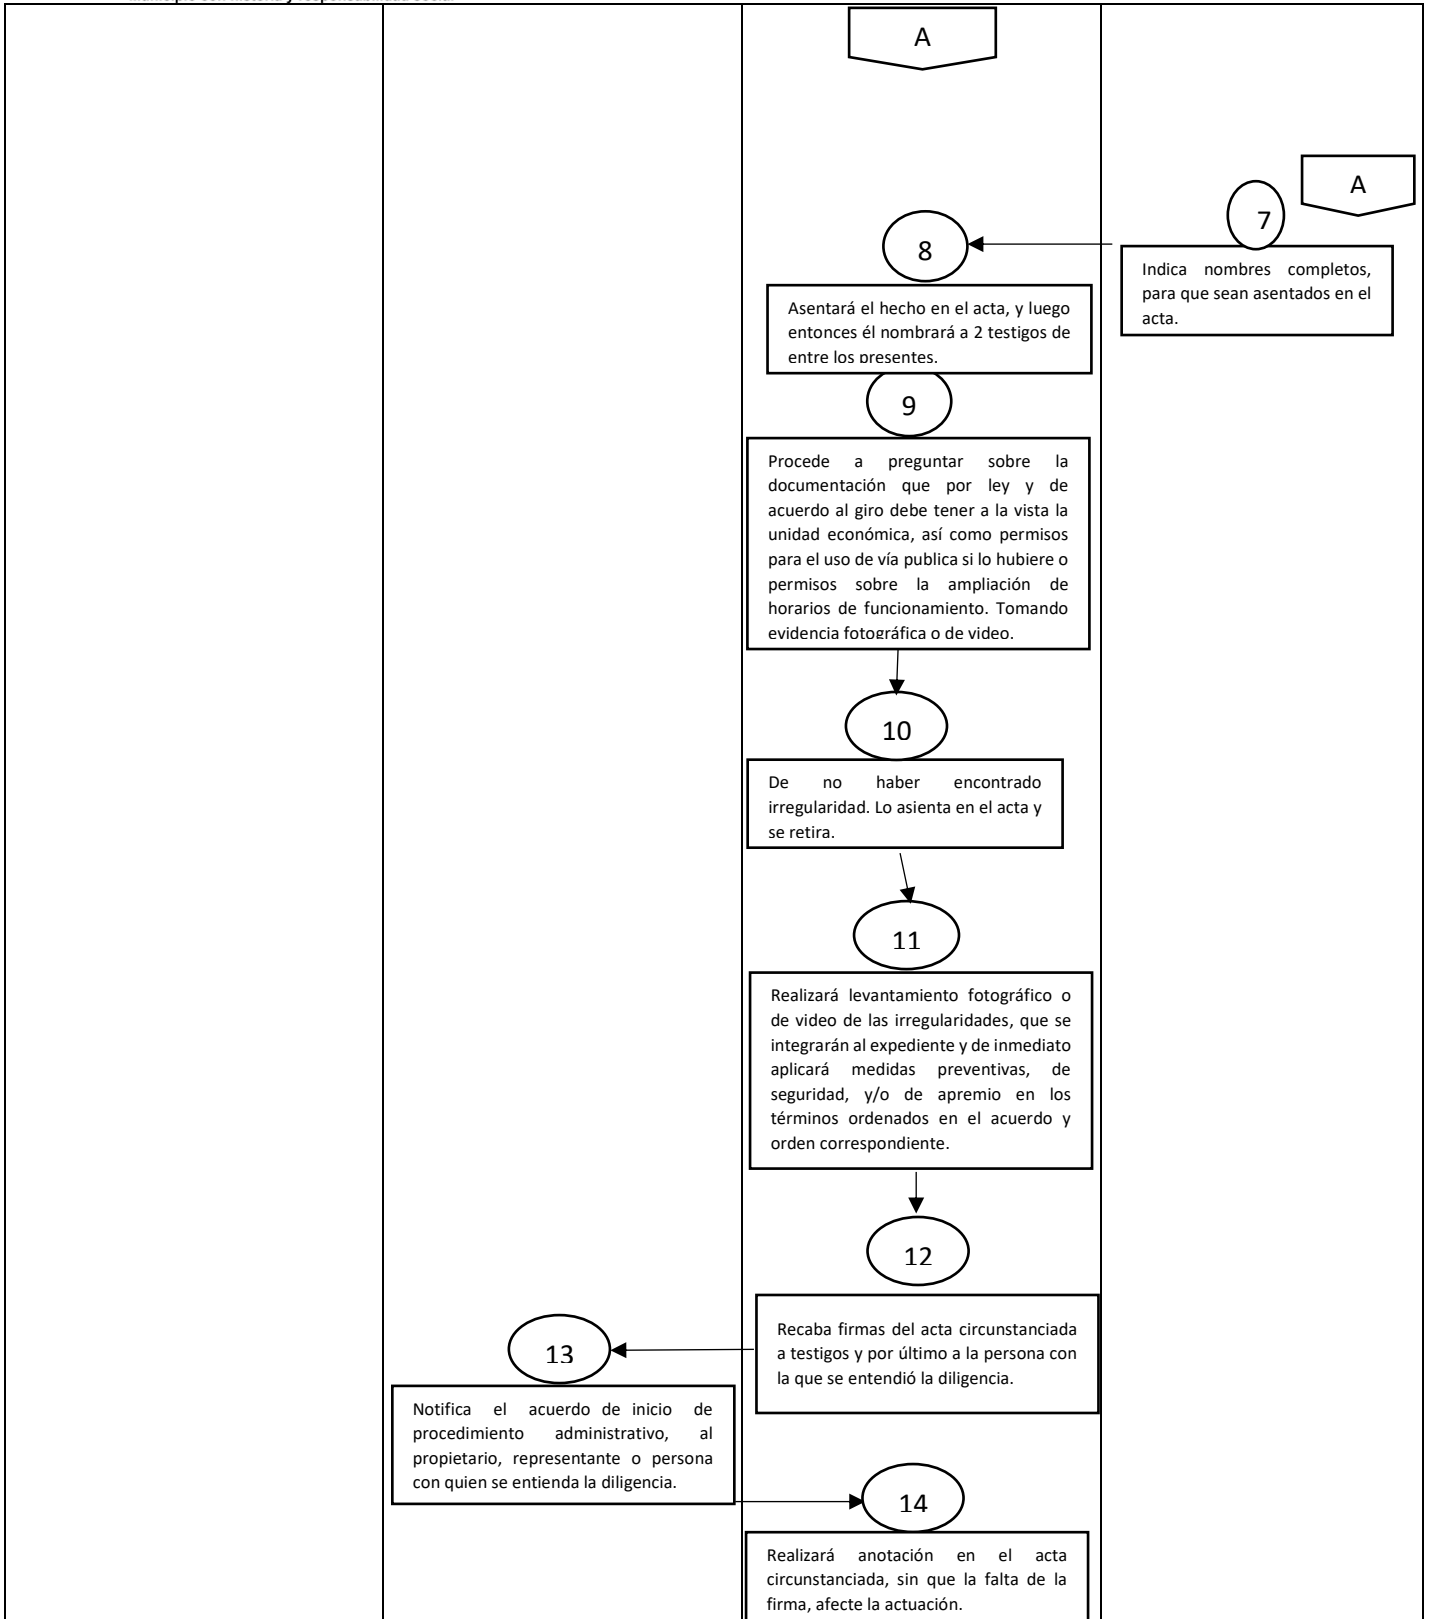 Municipio con historia y responsabilidad social
A
A
7
Indica nombres completos,
para que sean asentados en el
acta.
8
Asentará el hecho en el acta, y luego
entonces él nombrará a 2 testigos de
entre los presentes.
9
Procede a preguntar sobre la
documentación que por ley y de
acuerdo al giro debe tener a la vista la
unidad económica, así como permisos
para el uso de vía publica si lo hubiere o
permisos sobre la ampliación de
horarios de funcionamiento. Tomando
evidencia fotográfica o de video.
10
De no haber encontrado
irregularidad. Lo asienta en el acta y
se retira.
11
Realizará levantamiento fotográfico o
de video de las irregularidades, que se
integrarán al expediente y de inmediato
aplicará medidas preventivas, de
seguridad, y/o de apremio en los
términos ordenados en el acuerdo y
orden correspondiente.
12
Recaba firmas del acta circunstanciada
a testigos y por último a la persona con
la que se entendió la diligencia.
13
Notifica el acuerdo de inicio de
procedimiento administrativo, al
propietario, representante o persona
con quien se entienda la diligencia.
14
Realizará anotación en el acta
circunstanciada, sin que la falta de la
firma, afecte la actuación.